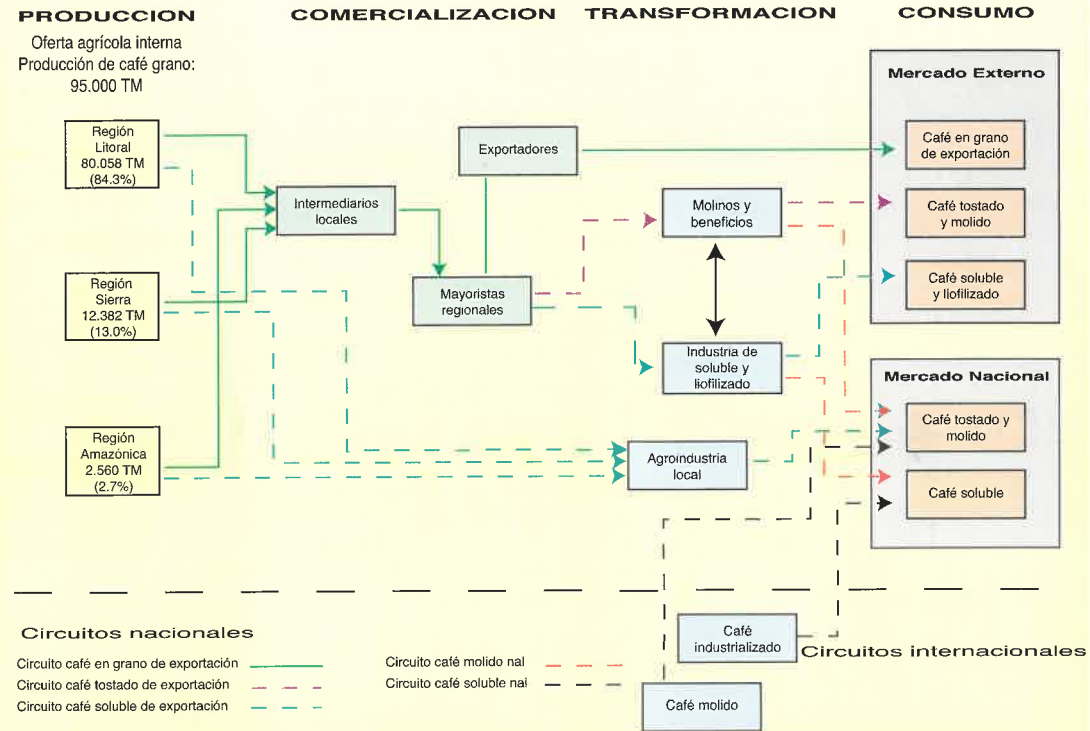 PRODUCCION
COMERCIALIZACION
TRANSFORMACION
CONSUMO
Oferta agrícola interna
Producción de café grano:
95.000 TM
Región
Litoral
80.058 TM
(84.3%)
Región
Sierra
12.382 TM
(13.0%)
Región
Amazónica
2.560 TM
(2.7%)
Intermediarios
locales
Exportadores
Mayoristas
regionales
Molinos y
beneficios
Industria de
soluble y
liofilizado
Agroindustria
local
Mercado Externo
Café en grano
de exportación
Café tostado
y molido
Café soluble
y liofilizado
Mercado Nacional
Café tostado y
molido
Café soluble
Circuitos nacionales
Circuito café en grano de exportación
Circuito café tostado de exportación
Circuito café soluble de exportación
Circuito café molido nal
Circuito café soluble nal
Café
industrializado
Circuitos internacionales
Café molido